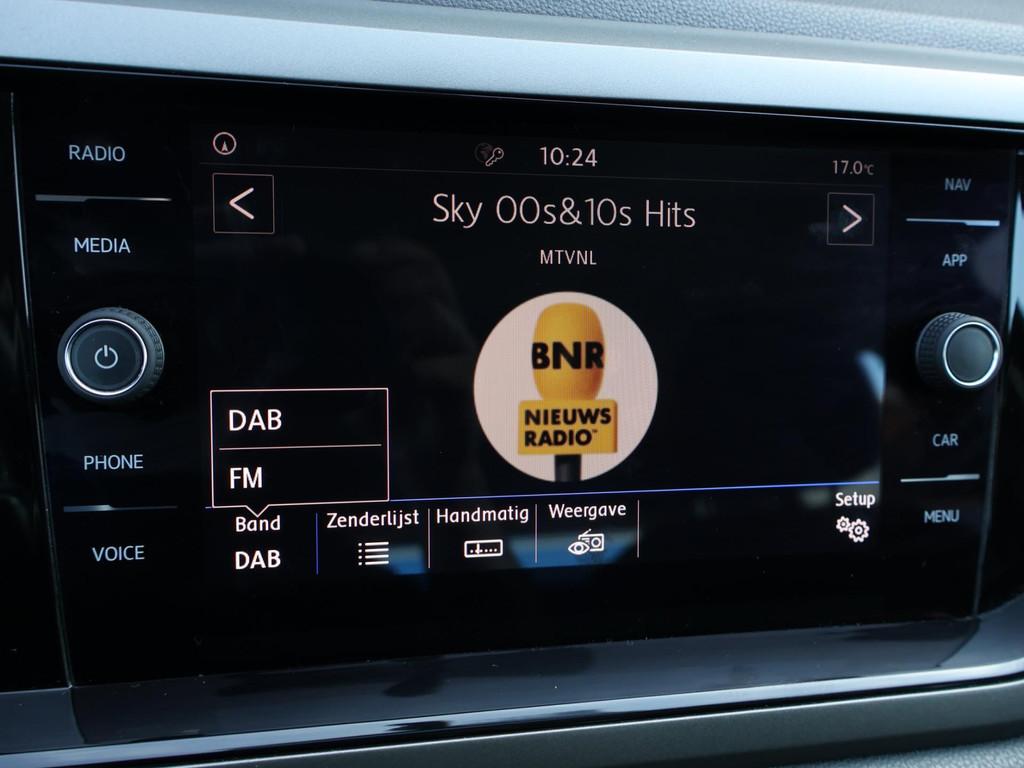 RADIO
MEDIA
PHONE
VOICE
10:24
17.0°C
<
Sky 00s&10s Hits
>
MTVNL
BNR
NIEUWS
RADIO™
DAB
FM
Band
DAB
Zenderlijst
Handmatig
Weergave
Setup
NAV
APP
CAR
MENU